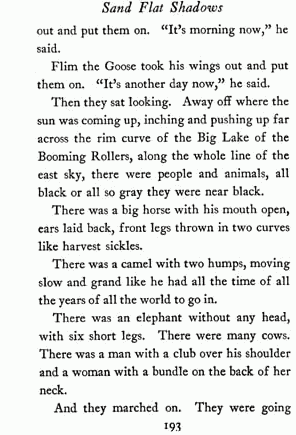 Sand Flat Shadows
out and put them on. "It's morning now," he
said.
Flim the Goose took his wings out and put
them on. "It's another day now," he said.
Then they sat looking. Away off where the
sun was coming up, inching and pushing up far
across the rim curve of the Big Lake of the
Booming Rollers, along the whole line of the
east sky, there were people and animals, all
black or all so gray they were near black.
There was a big horse with his mouth open,
ears laid back, front legs thrown in two curves
like harvest sickles.
There was a camel with two humps, moving
slow and grand like he had all the time of all
the years of all the world to go in.
There was an elephant without any head,
with six short legs. There were many cows.
There was a man with a club over his shoulder
and a woman with a bundle on the back of her
neck.
And they marched on. They were going
193